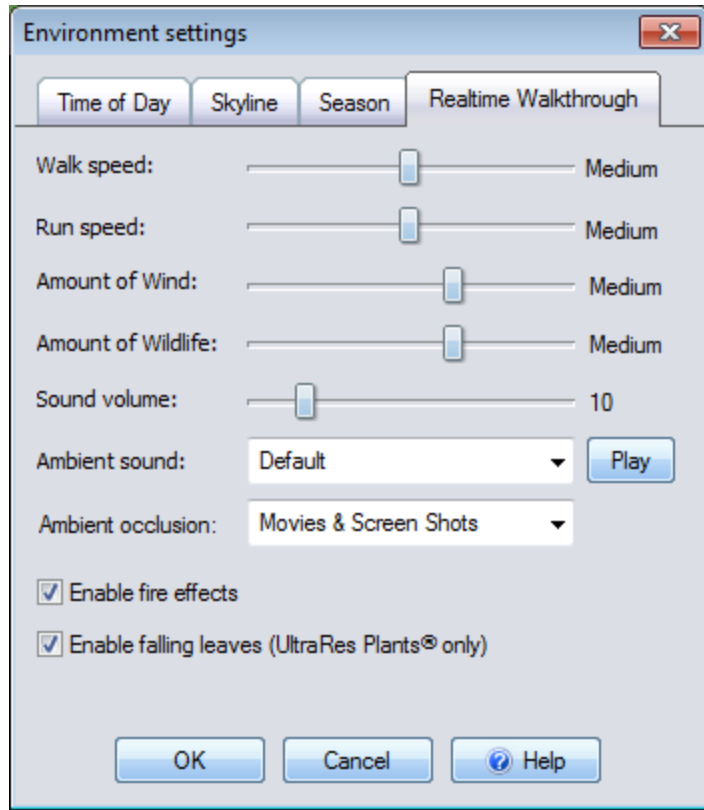 Environment settings
Time of Day Skyline Season Realtime Walkthrough
Walk speed: Medium
Run speed: Medium
Amount of Wind: Medium
Amount of Wildlife: Medium
Sound volume: 10
Ambient sound: Default Play
Ambient occlusion: Movies & Screen Shots
Enable fire effects
Enable falling leaves (UltraRes Plants® only)
OK Cancel Help